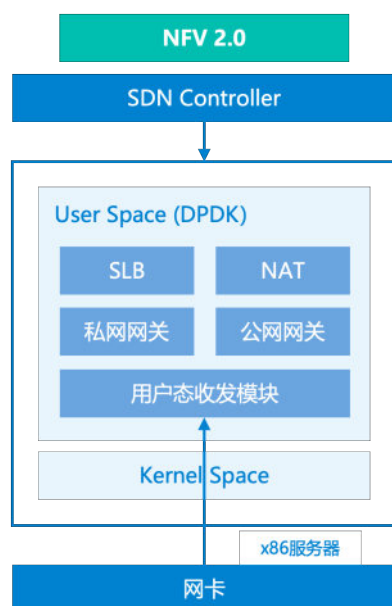 NFV 2.0
SDN Controller
User Space (DPDK)
SLB
NAT
私网网关
公网网关
用户态收发模块
Kernel Space
x86服务器
网卡